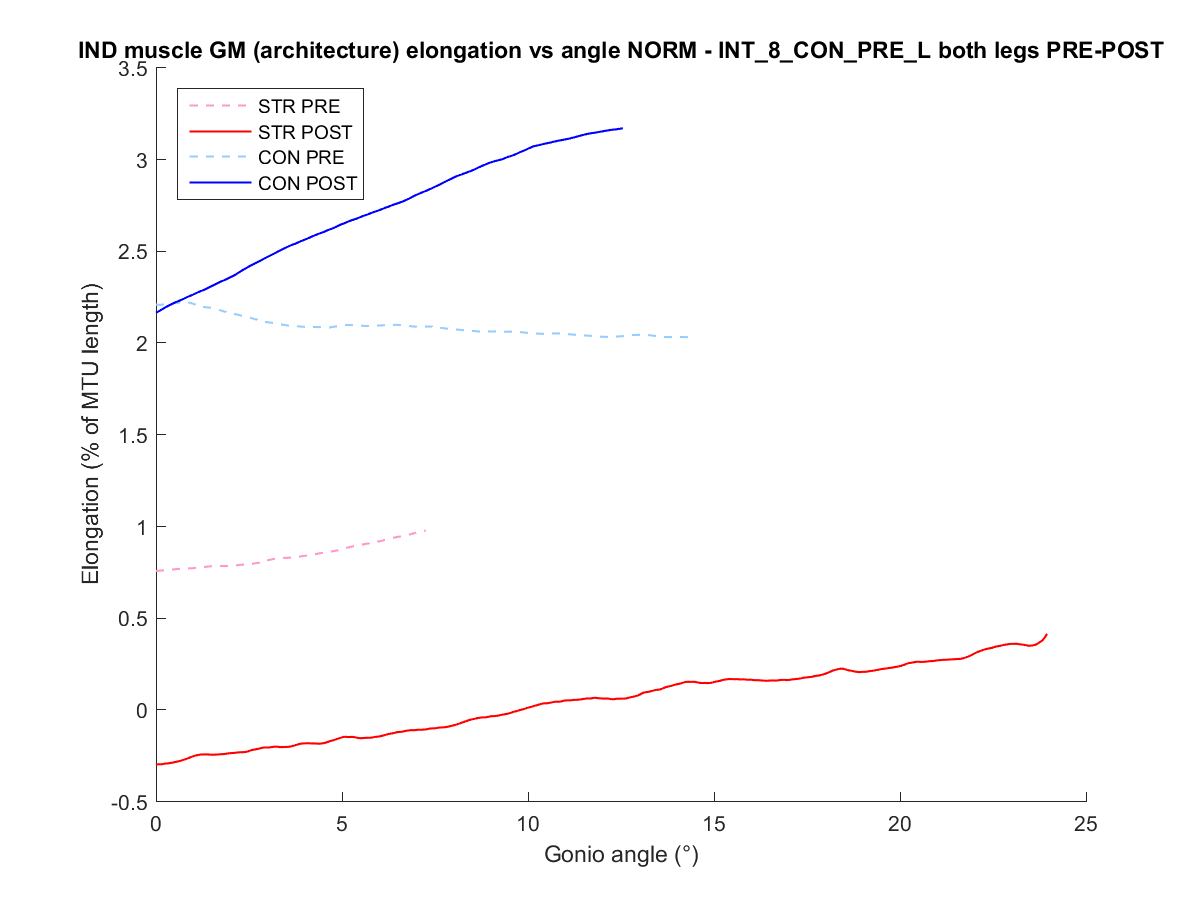 IND muscle GM (architecture) elongation vs angle NORM - INT_8_CON_PRE_L both legs PRE-POST
3.5
3
2.5
2
1.5
1
0.5
0
-0.5
STR PRE
STR POST
CON PRE
CON POST
Elongation (% of MTU length)
0
5
10
15
20
25
Gonio angle (°)